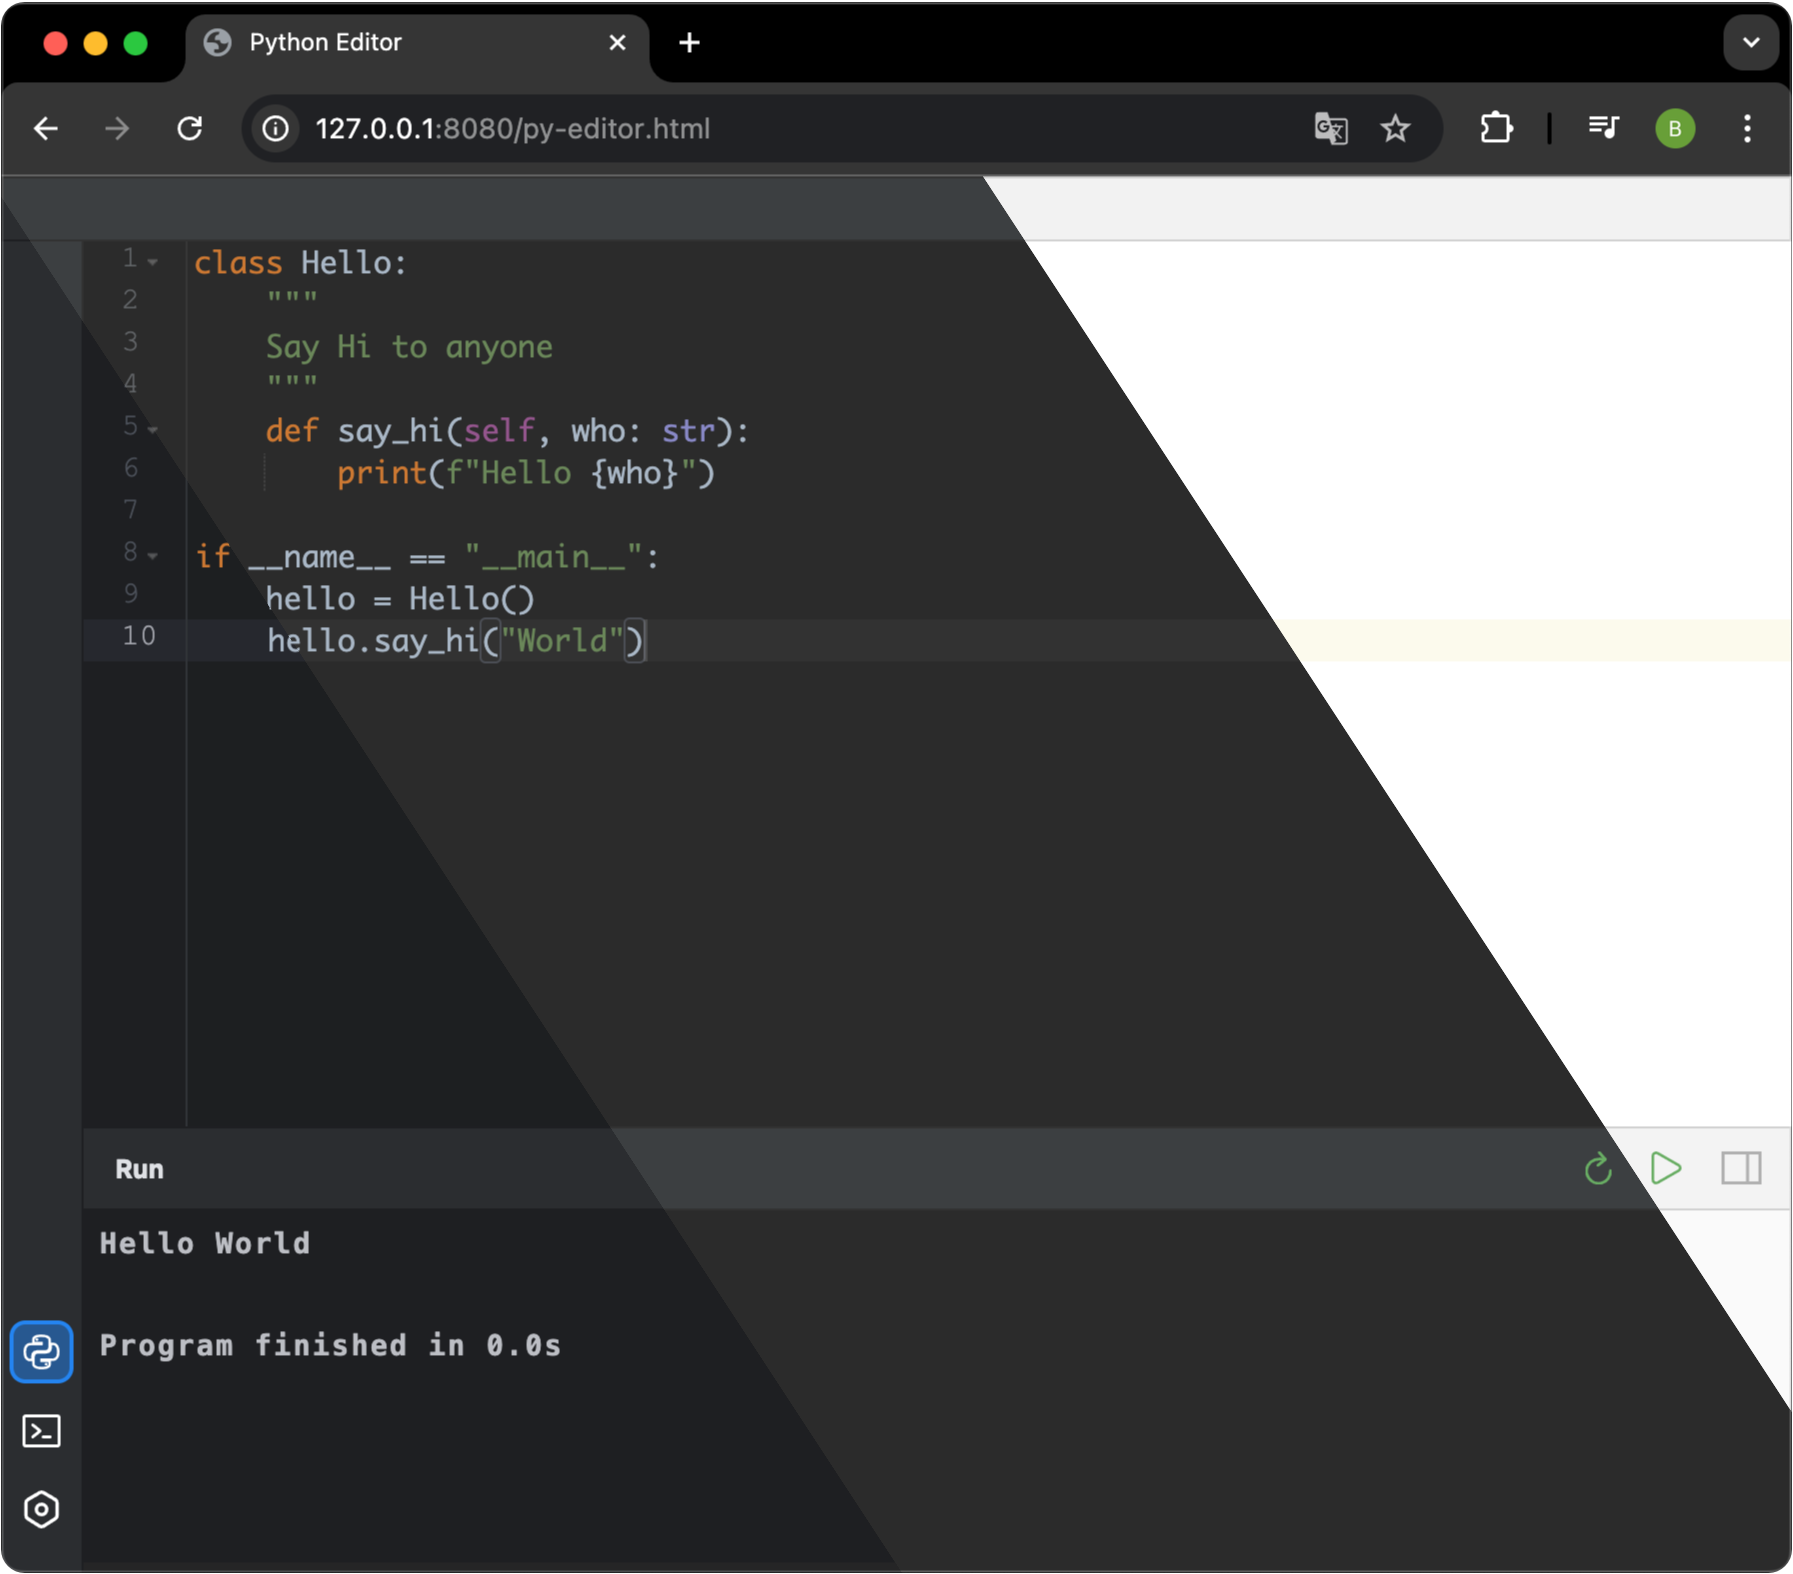 Python Editor
127.0.0.1:8080/py-editor.html
B
1 class Hello:
2 """
3 Say Hi to anyone
4 """
5 def say_hi(self, who: str):
6 print(f"Hello {who}")
7
8 if __name__ == "__main__":
9 hello = Hello()
10 hello.say_hi("World")
Run
Hello World
Program finished in 0.0s